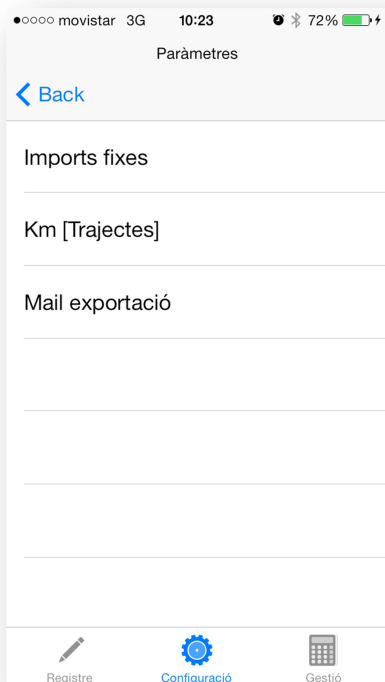 movistar 3G 10:23 72%
Paràmetres
Back
Imports fixes
Km [Trajectes]
Mail exportació
Registre Configuració Gestió